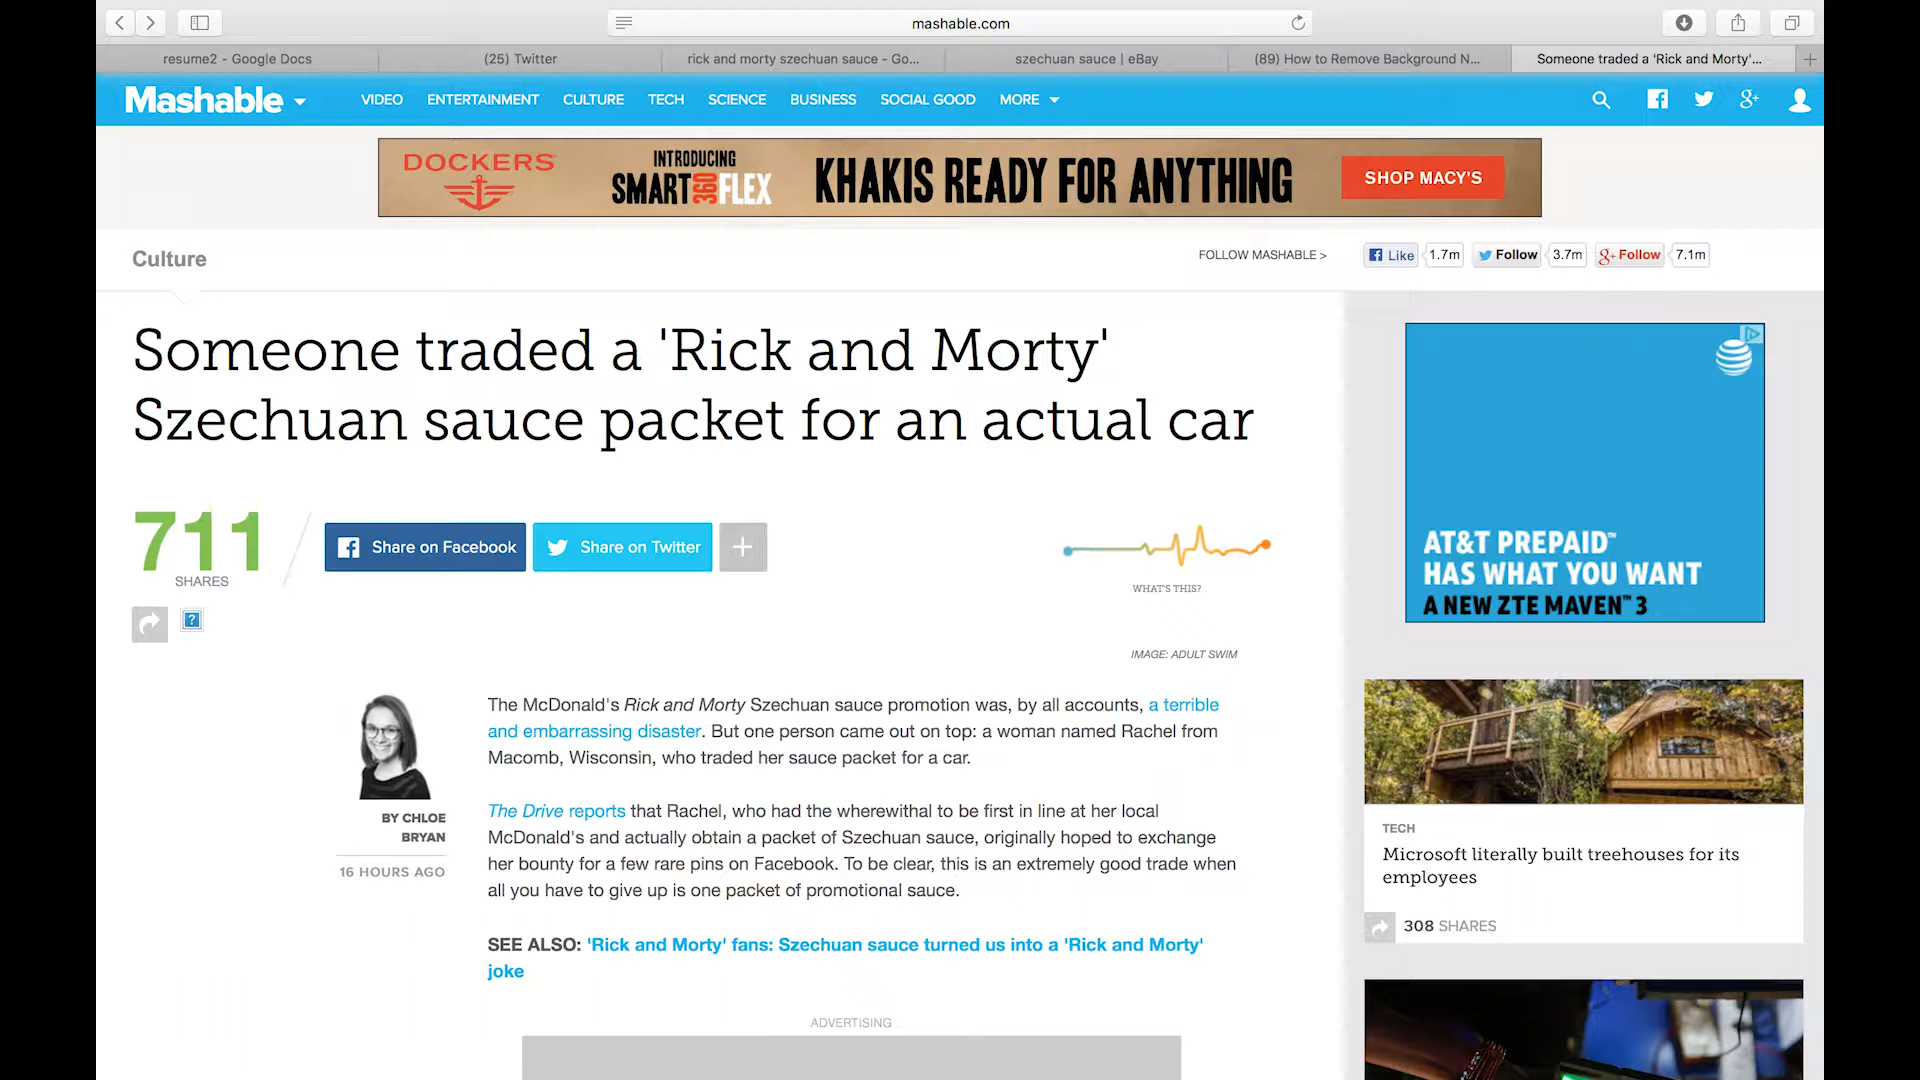 mashable.com
resume2 - Google Docs
(25) Twitter
rick and morty szechuan sauce - Go...
szechuan sauce | eBay
(89) How to Remove Background N...
Someone traded a 'Rick and Morty'...
Mashable
VIDEO
ENTERTAINMENT
CULTURE
TECH
SCIENCE
BUSINESS
SOCIAL GOOD
MORE
DOCKERS
INTRODUCING
SMART 360 FLEX
KHAKIS READY FOR ANYTHING
SHOP MACY'S
Culture
FOLLOW MASHABLE >
Like
1.7m
Follow
3.7m
g+ Follow
7.1m
Someone traded a 'Rick and Morty'
Szechuan sauce packet for an actual car
711
SHARES
Share on Facebook
Share on Twitter
WHAT'S THIS?
IMAGE: ADULT SWIM
BY CHLOE
BRYAN
16 HOURS AGO
The McDonald's Rick and Morty Szechuan sauce promotion was, by all accounts, a terrible
and embarrassing disaster. But one person came out on top: a woman named Rachel from
Macomb, Wisconsin, who traded her sauce packet for a car.
The Drive reports that Rachel, who had the wherewithal to be first in line at her local
McDonald's and actually obtain a packet of Szechuan sauce, originally hoped to exchange
her bounty for a few rare pins on Facebook. To be clear, this is an extremely good trade when
all you have to give up is one packet of promotional sauce.
SEE ALSO: 'Rick and Morty' fans: Szechuan sauce turned us into a 'Rick and Morty'
joke
ADVERTISING
AT&T PREPAID℠
HAS WHAT YOU WANT
A NEW ZTE MAVEN™ 3
TECH
Microsoft literally built treehouses for its
employees
308 SHARES